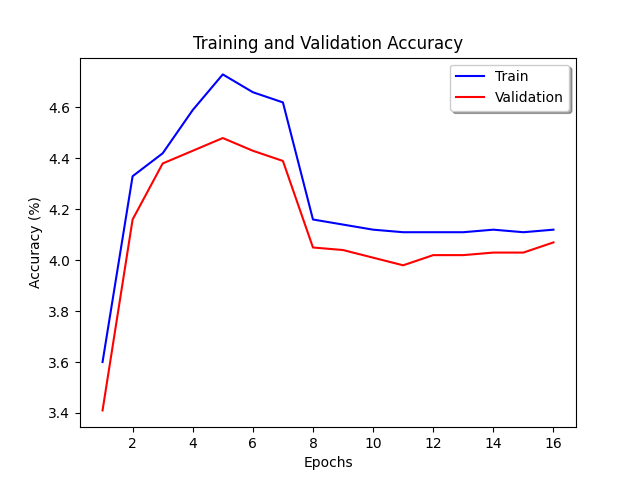 Training and Validation Accuracy
Train
Validation
Accuracy (%)
4.6
4.4
4.2
4.0
3.8
3.6
3.4
2 4 6 8 10 12 14 16
Epochs